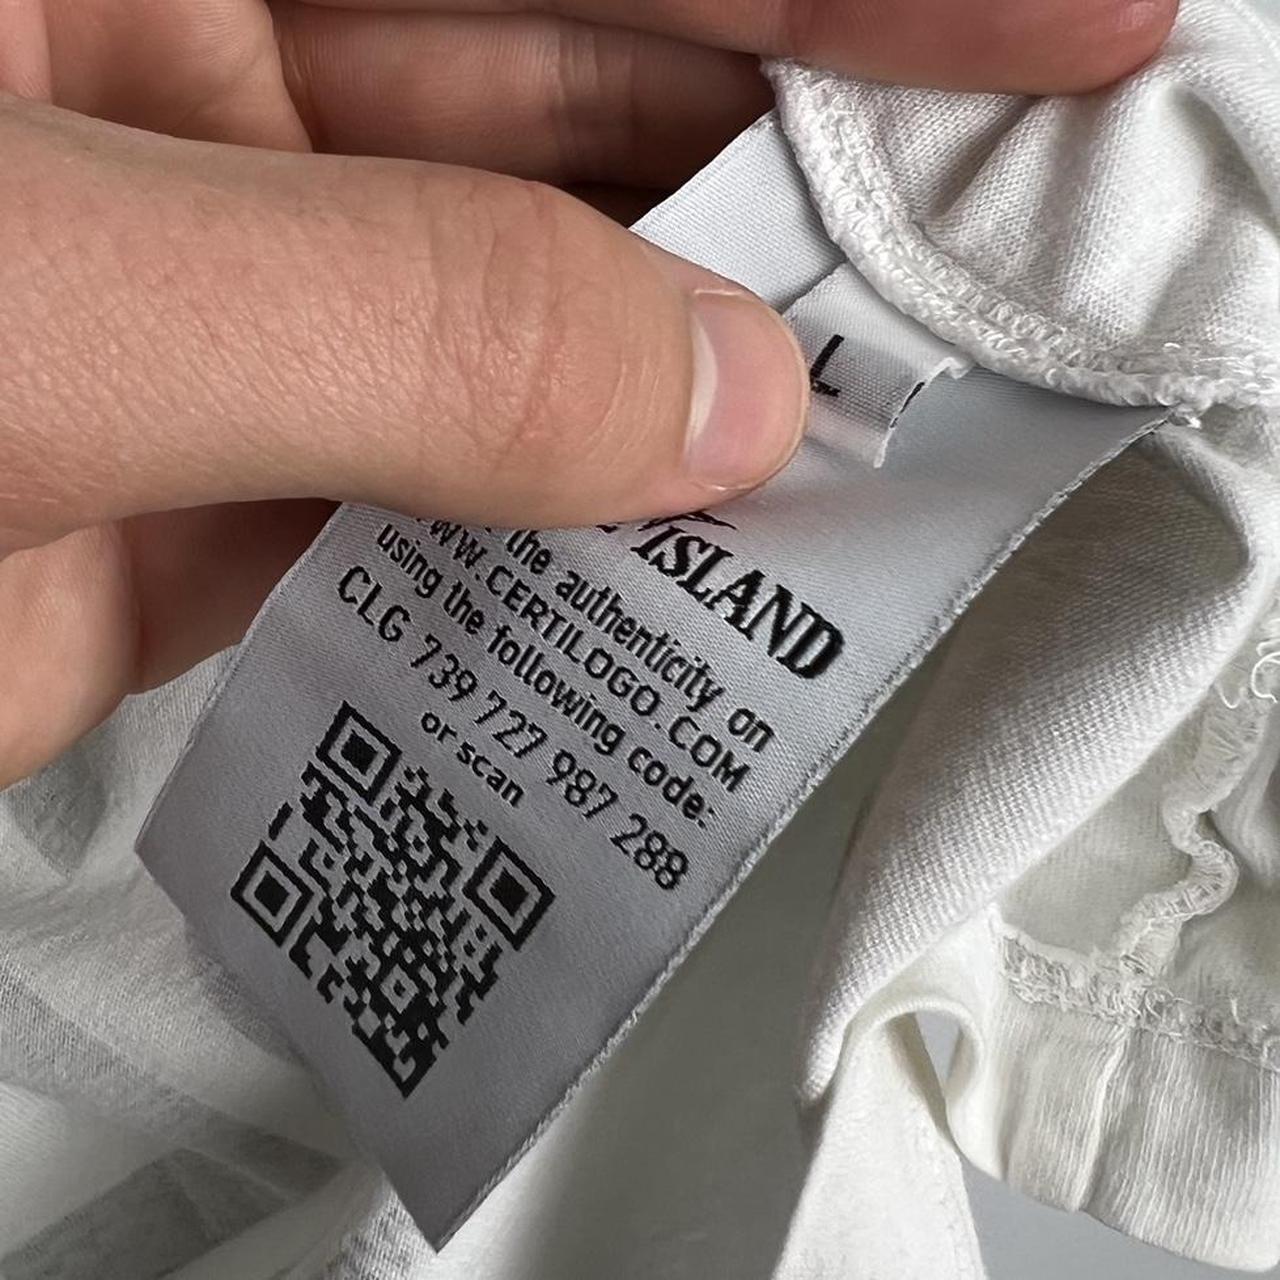 L
ISLAND
the authenticity on
WWW.CERTILOGO.COM
using the following code:
CLG 739 727 987 288
or scan